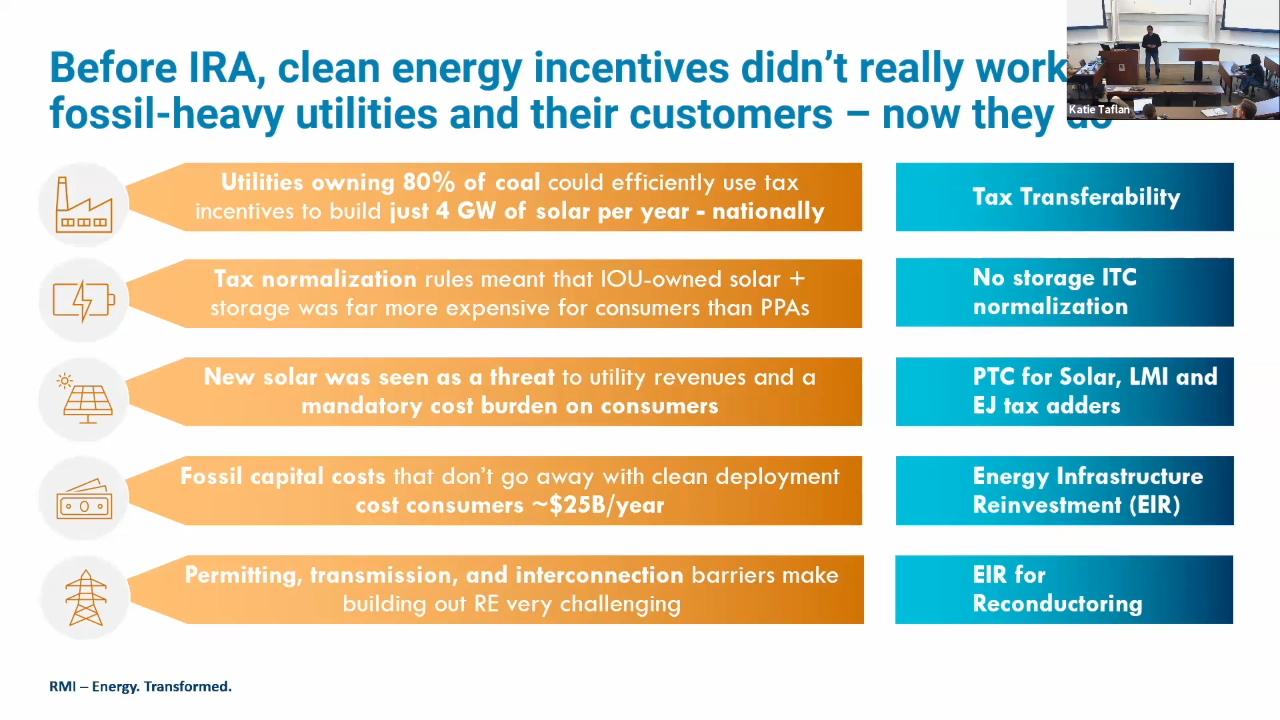 Before IRA, clean energy incentives didn't really work
fossil-heavy utilities and their customers – now they do
Katie Taflan
Utilities owning 80% of coal could efficiently use tax
incentives to build just 4 GW of solar per year - nationally
Tax Transferability
Tax normalization rules meant that IOU-owned solar +
storage was far more expensive for consumers than PPAs
No storage ITC
normalization
New solar was seen as a threat to utility revenues and a
mandatory cost burden on consumers
PTC for Solar, LMI and
EJ tax adders
Fossil capital costs that don't go away with clean deployment
cost consumers ~$25B/year
Energy Infrastructure
Reinvestment (EIR)
Permitting, transmission, and interconnection barriers make
building out RE very challenging
EIR for
Reconductoring
RMI – Energy. Transformed.